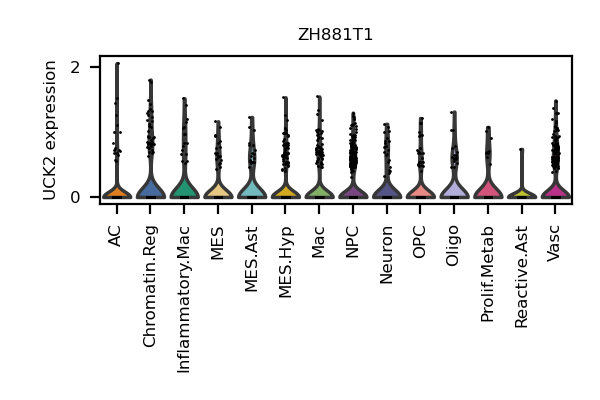 ZH881T1
UCK2 expression
2
0
AC
Chromatin.Reg
Inflammatory.Mac
MES
MES.Ast
MES.Hyp
Mac
NPC
Neuron
OPC
Oligo
Prolif.Metab
Reactive.Ast
Vasc